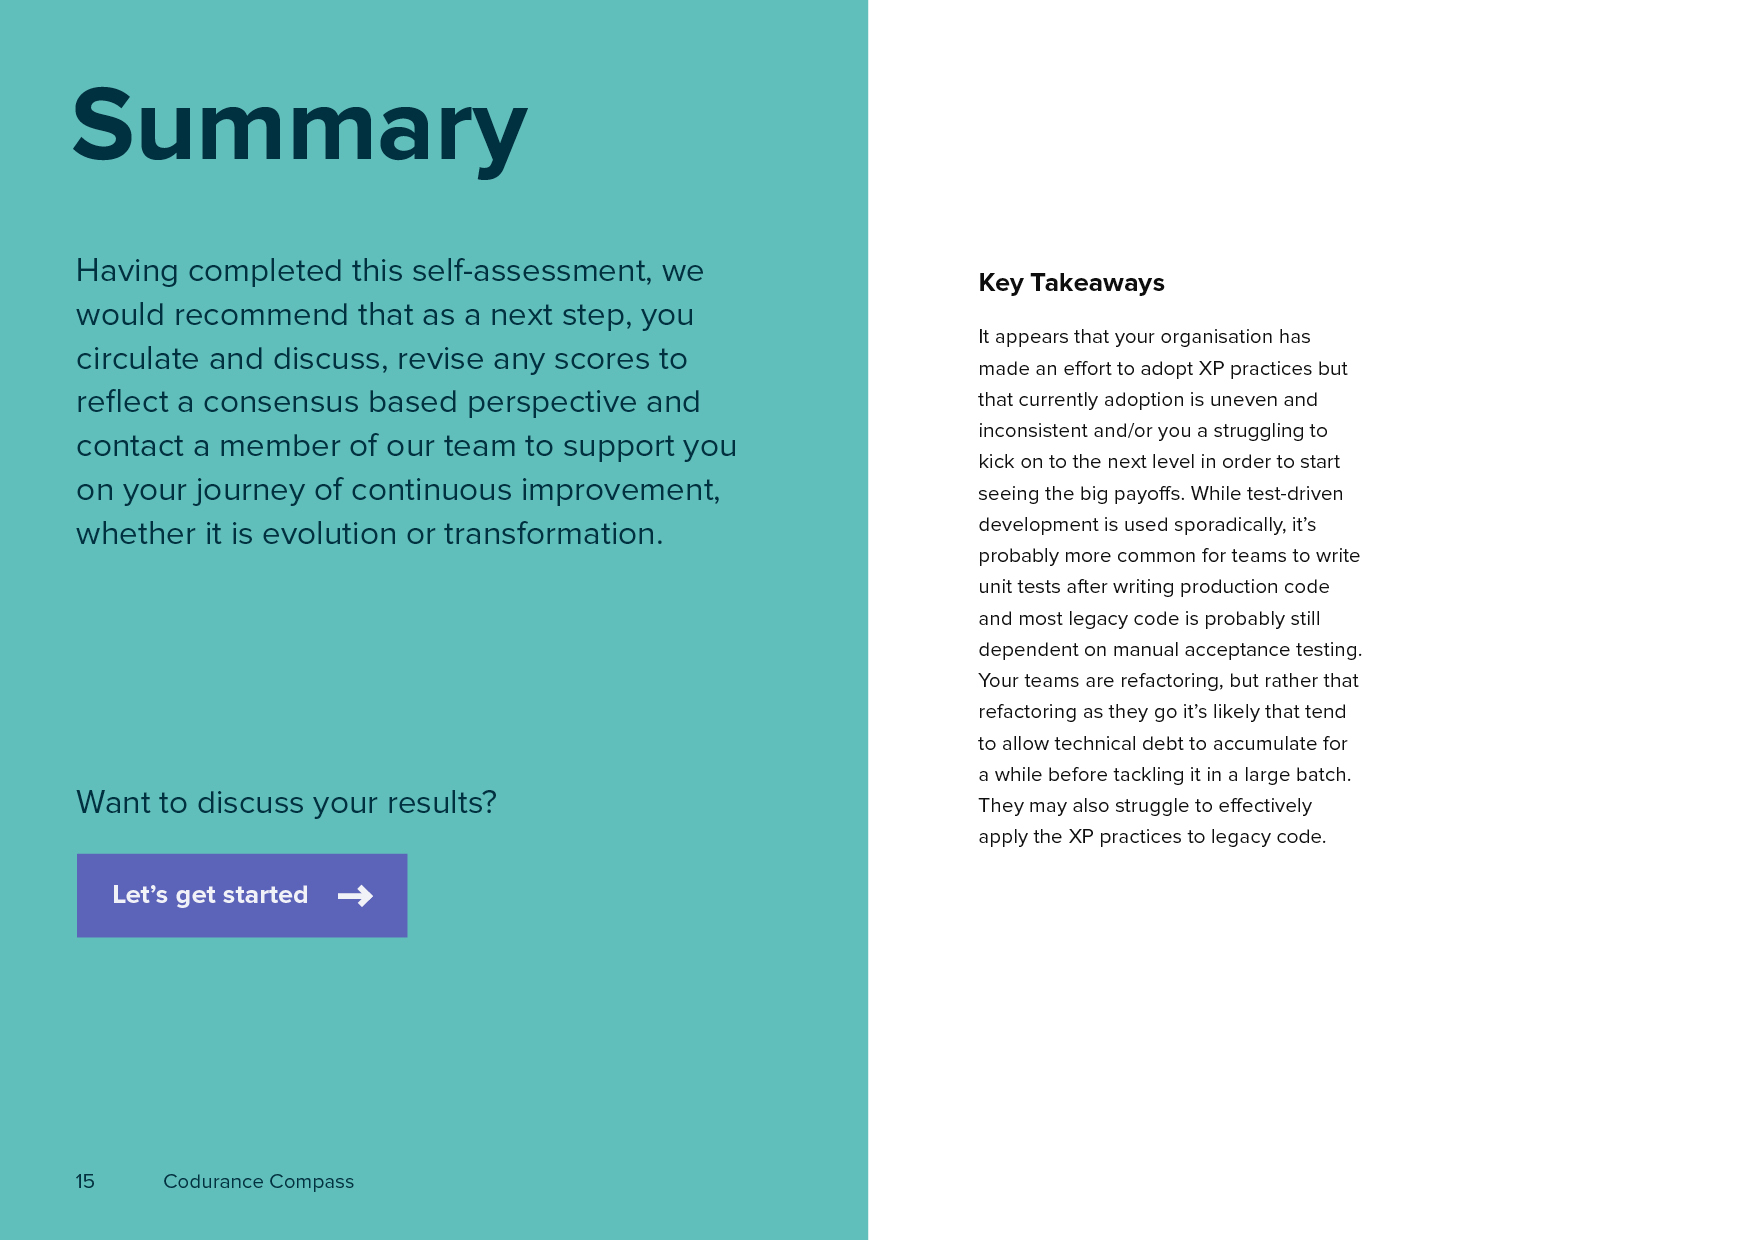 Summary
Having completed this self-assessment, we
would recommend that as a next step, you
circulate and discuss, revise any scores to
reflect a consensus based perspective and
contact a member of our team to support you
on your journey of continuous improvement,
whether it is evolution or transformation.
Want to discuss your results?
Let’s get started
15 Codurance Compass
Key Takeaways
It appears that your organisation has
made an effort to adopt XP practices but
that currently adoption is uneven and
inconsistent and/or you a struggling to
kick on to the next level in order to start
seeing the big payoffs. While test-driven
development is used sporadically, it’s
probably more common for teams to write
unit tests after writing production code
and most legacy code is probably still
dependent on manual acceptance testing.
Your teams are refactoring, but rather that
refactoring as they go it’s likely that tend
to allow technical debt to accumulate for
a while before tackling it in a large batch.
They may also struggle to effectively
apply the XP practices to legacy code.